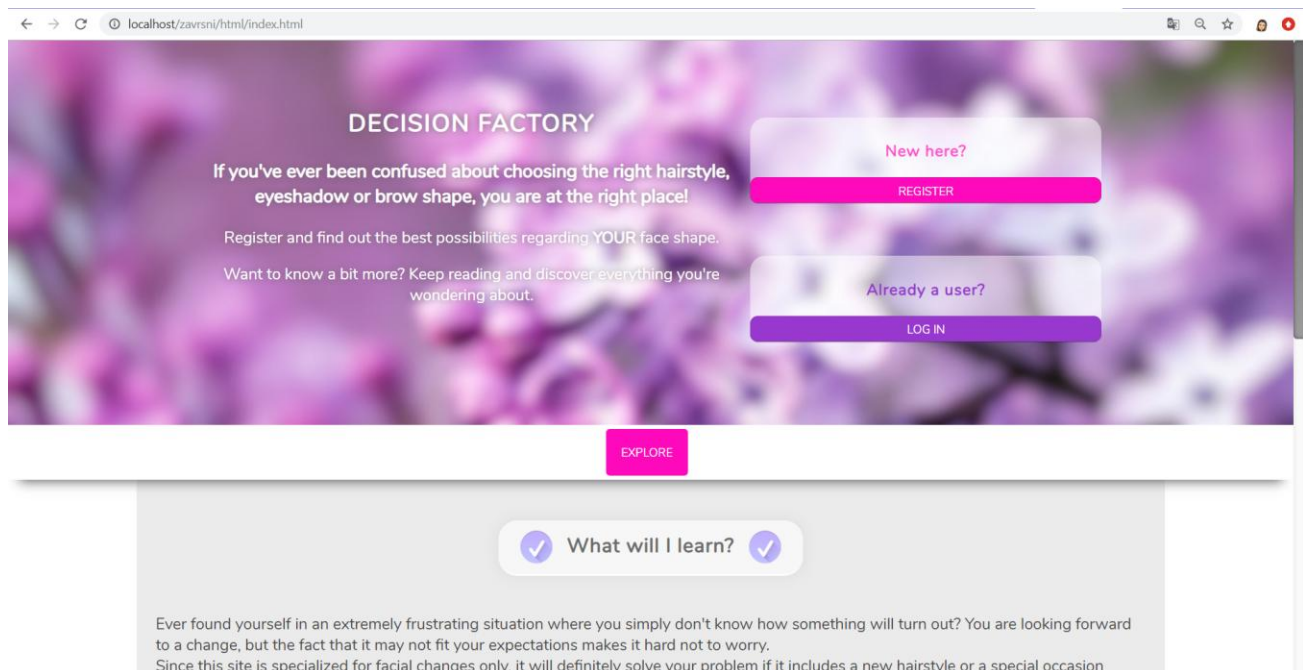 localhost/zavrsni/html/index.html
DECISION FACTORY
If you've ever been confused about choosing the right hairstyle,
eyeshadow or brow shape, you are at the right place!
Register and find out the best possibilities regarding YOUR face shape.
Want to know a bit more? Keep reading and discover everything you're
wondering about.
New here?
REGISTER
Already a user?
LOG IN
EXPLORE
What will I learn?
Ever found yourself in an extremely frustrating situation where you simply don't know how something will turn out? You are looking forward
to a change, but the fact that it may not fit your expectations makes it hard not to worry.
Since this site is specialized for facial changes only, it will definitely solve your problem if it includes a new hairstyle or a special occasion